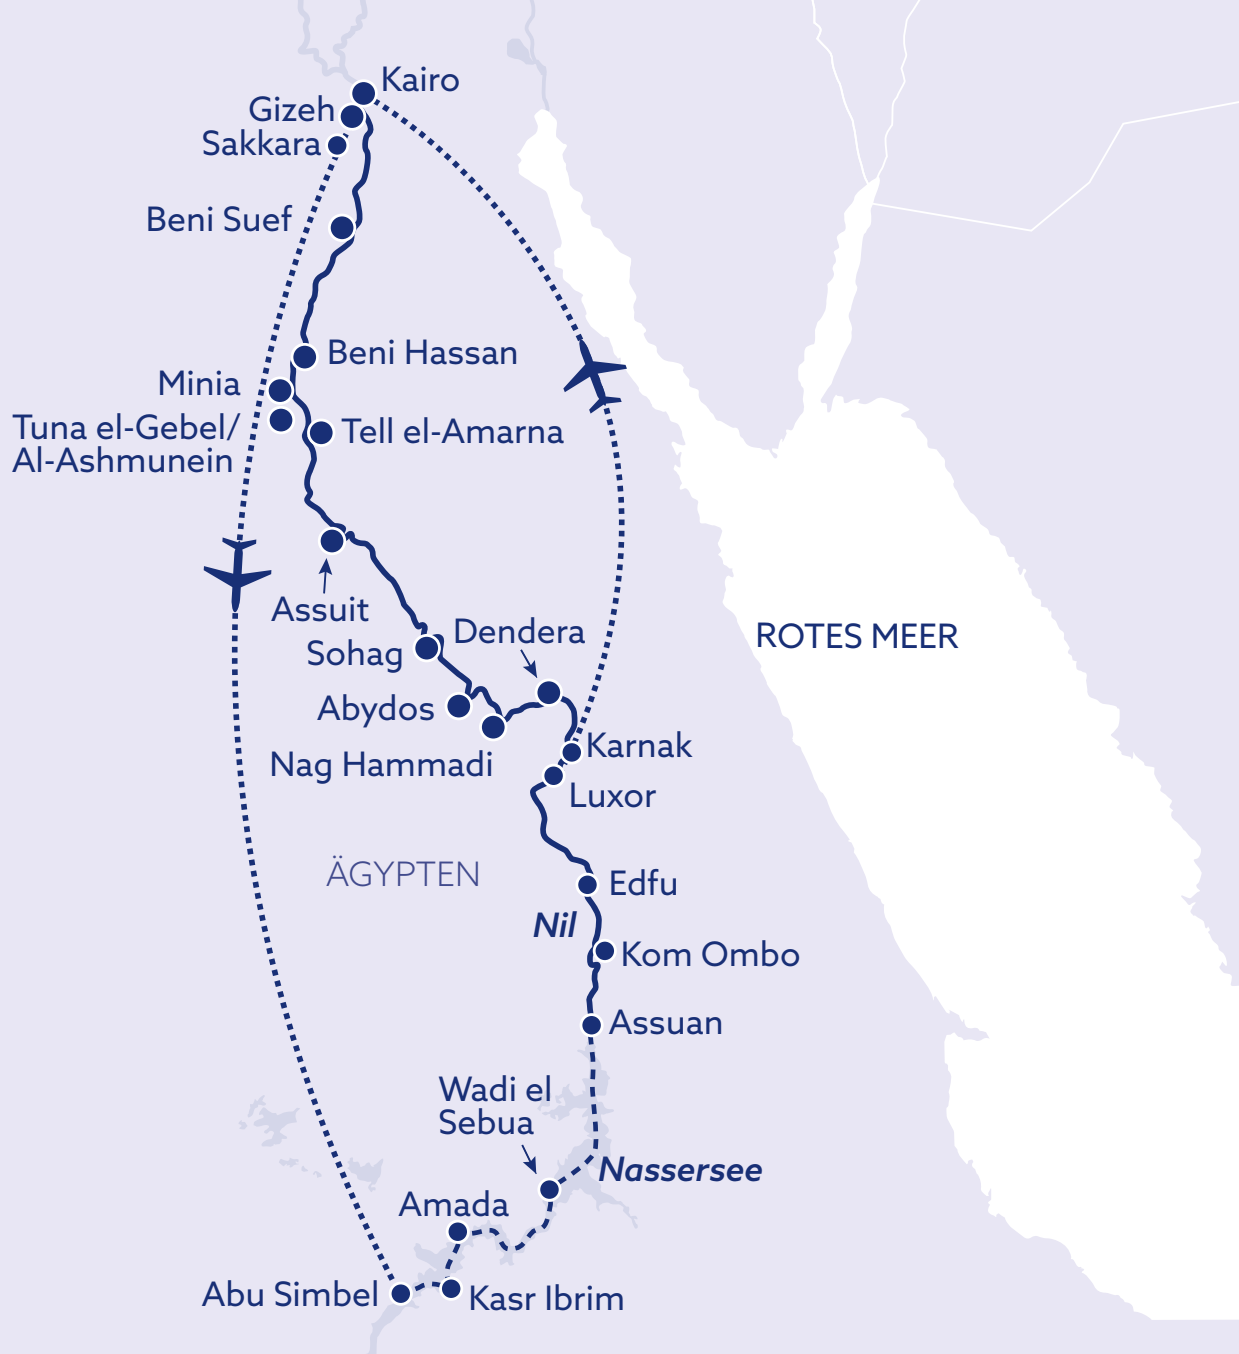 Kairo
Gizeh
Sakkara
Beni Suef
Beni Hassan
Minia
Tuna el-Gebel/
Al-Ashmunein
Tell el-Amarna
Assuit
Sohag
Dendera
Abydos
Nag Hammadi
Karnak
Luxor
ROTES MEER
ÄGYPTEN
Edfu
Nil
Kom Ombo
Assuan
Wadi el
Sebua
Nassersee
Amada
Abu Simbel
Kasr Ibrim